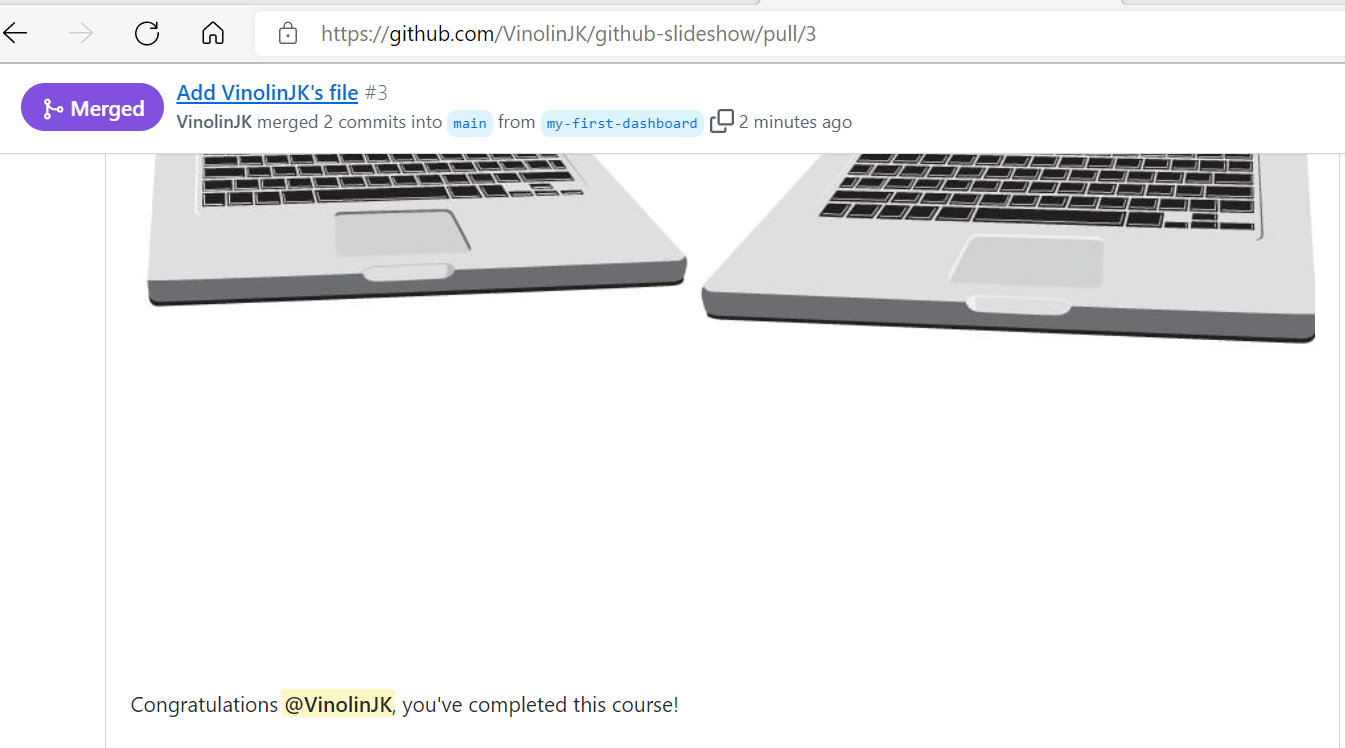 https://github.com/VinolinJK/github-slideshow/pull/3
Merged
Add VinolinJK's file #3
VinolinJK merged 2 commits into main from my-first-dashboard 2 minutes ago
Congratulations @VinolinJK, you've completed this course!